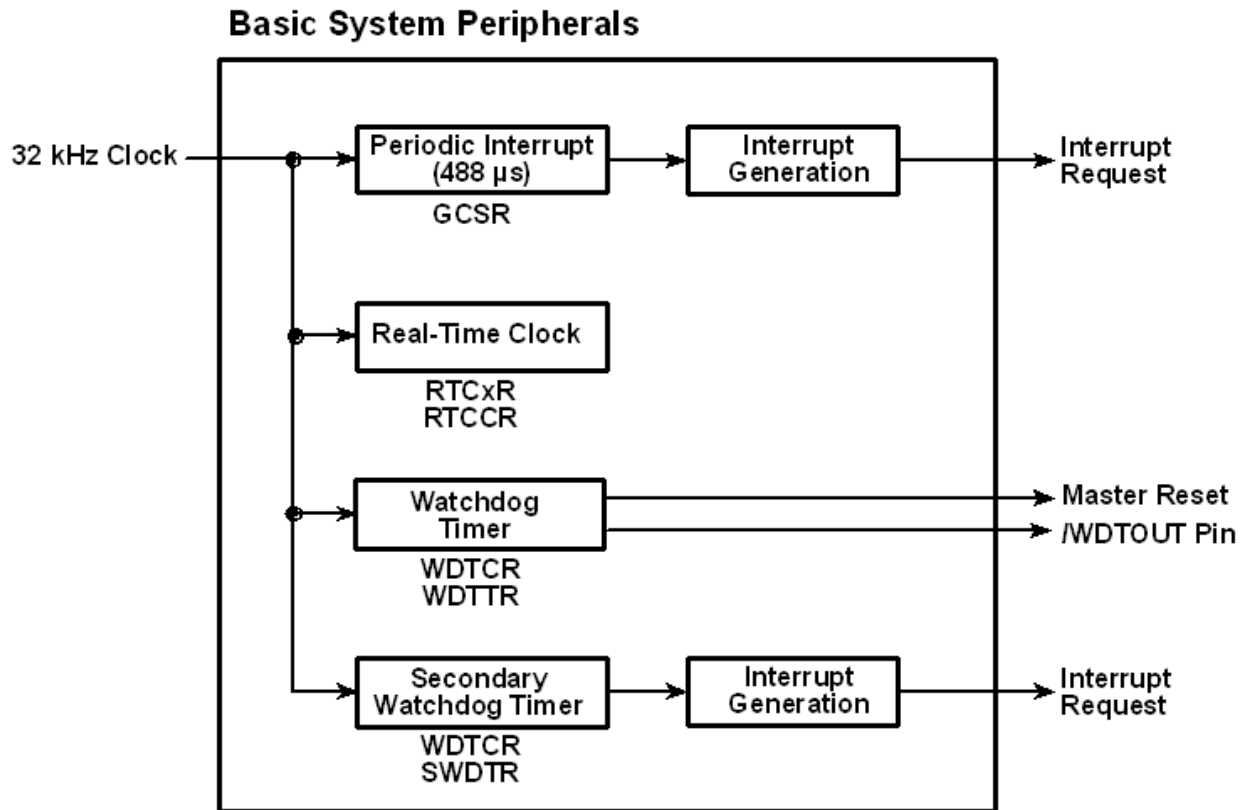 Basic System Peripherals
32 kHz Clock
Periodic Interrupt
(488 µs)
GCSR
Interrupt
Generation
Interrupt
Request
Real-Time Clock
RTCxR
RTCCR
Watchdog
Timer
WDTCR
WDTTR
Master Reset
/WDTOUT Pin
Secondary
Watchdog Timer
WDTCR
SWDTR
Interrupt
Generation
Interrupt
Request